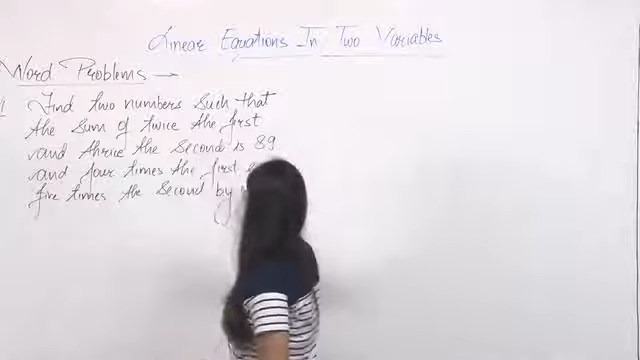 Linear Equations In Two Variables
Word Problems →
Find two numbers such that
the sum of twice the first
and thrice the second is 89
and four times the first
five times the second by